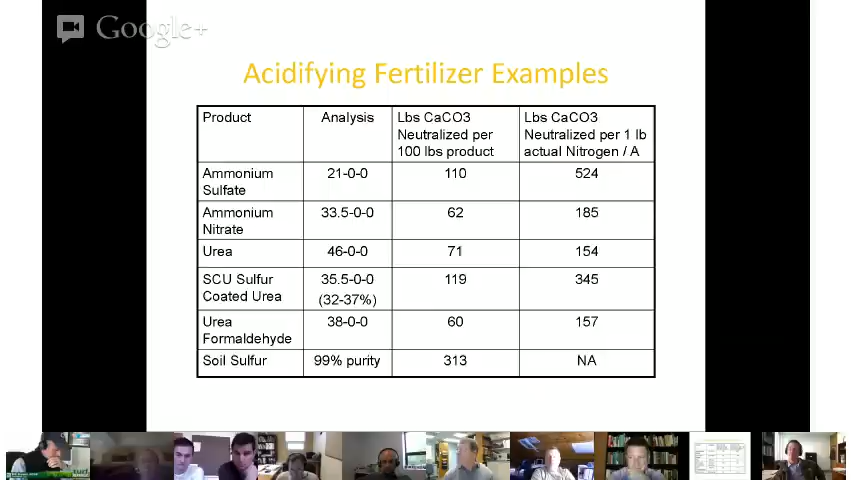 Google+
Acidifying Fertilizer Examples
Product Analysis Lbs CaCO3 Neutralized per 100 lbs product Lbs CaCO3 Neutralized per 1 lb actual Nitrogen / A
Ammonium Sulfate 21-0-0 110 524
Ammonium Nitrate 33.5-0-0 62 185
Urea 46-0-0 71 154
SCU Sulfur Coated Urea 35.5-0-0 (32-37%) 119 345
Urea Formaldehyde 38-0-0 60 157
Soil Sulfur 99% purity 313 NA